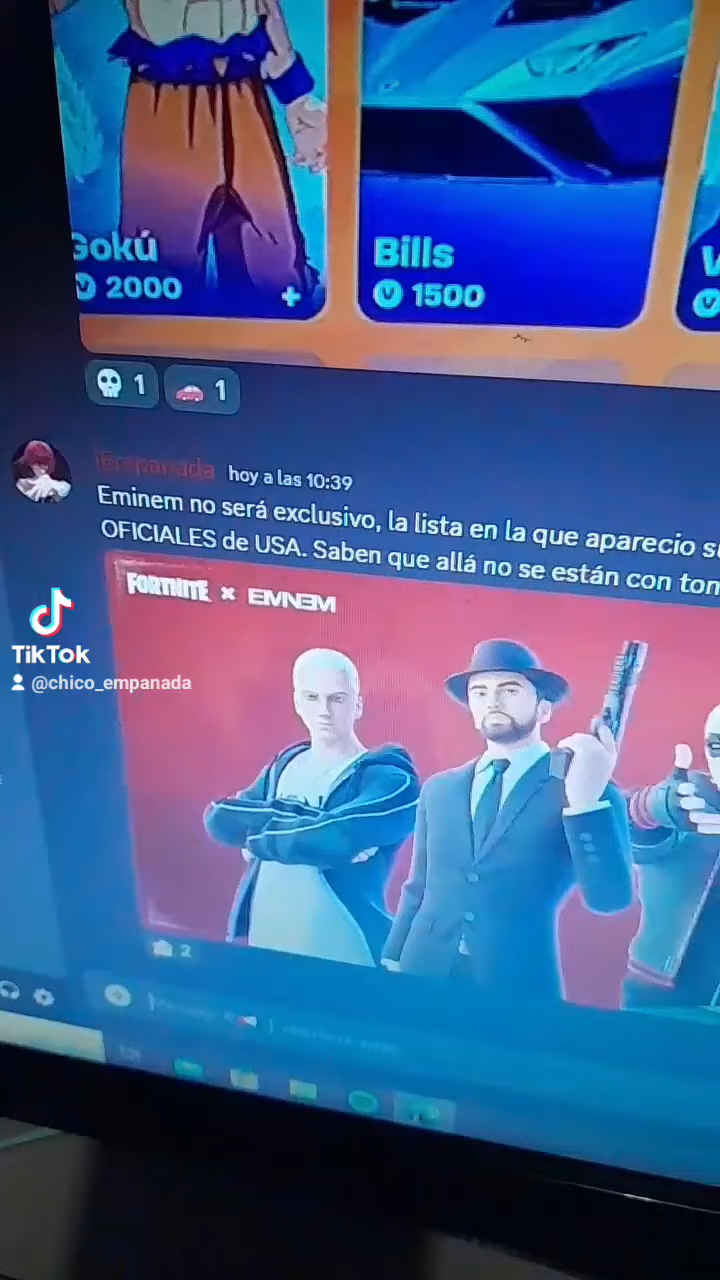 Gokú
2000
Bills
1500
1
1
iEmpanada hoy a las 10:39
Eminem no será exclusivo, la lista en la que aparecio
OFICIALES de USA. Saben que allá no se están con
FORTNITE × EMINEM
TikTok
@chico_empanada
2